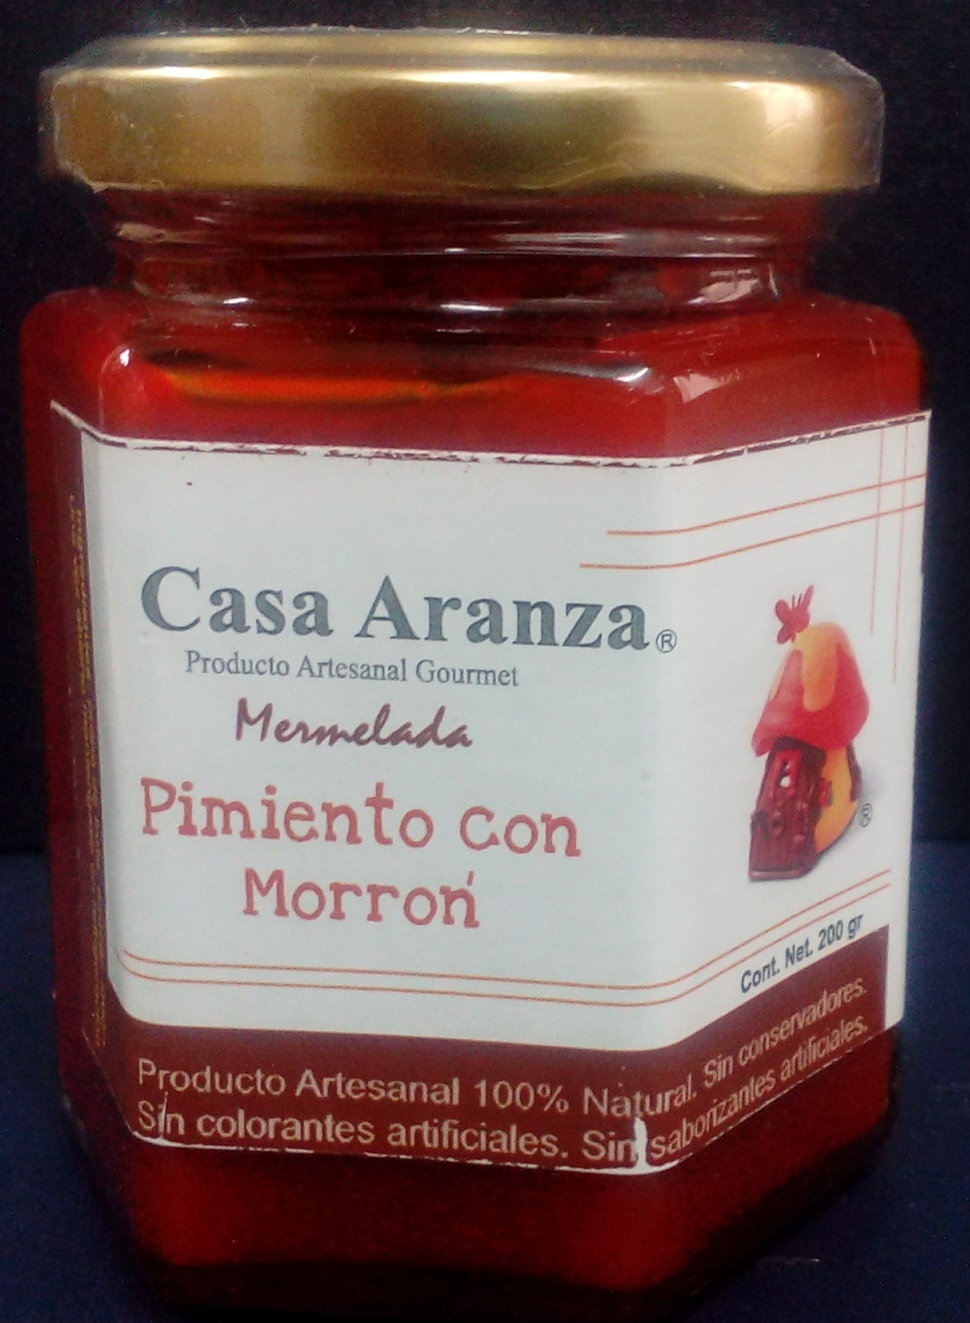 Casa Aranza®
Producto Artesanal Gourmet
Mermelada
Pimiento con
Morrón
®
Cont. Net. 200 gr
Producto Artesanal 100% Natural. Sin conservadores.
Sin colorantes artificiales. Sin saborizantes artificiales.